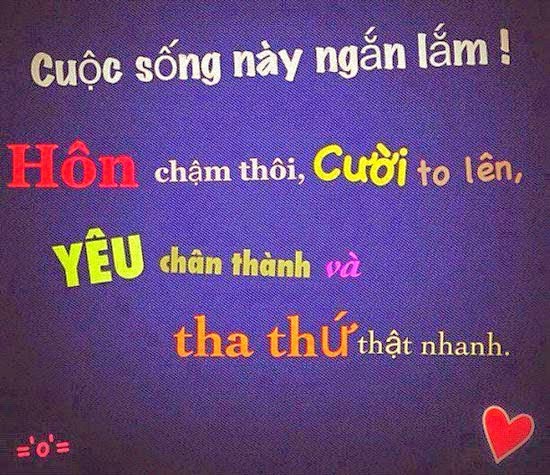 Cuộc sống này ngắn lắm !
Hôn chậm thôi, Cười to lên,
YÊU chân thành và
tha thứ thật nhanh.
='o'=